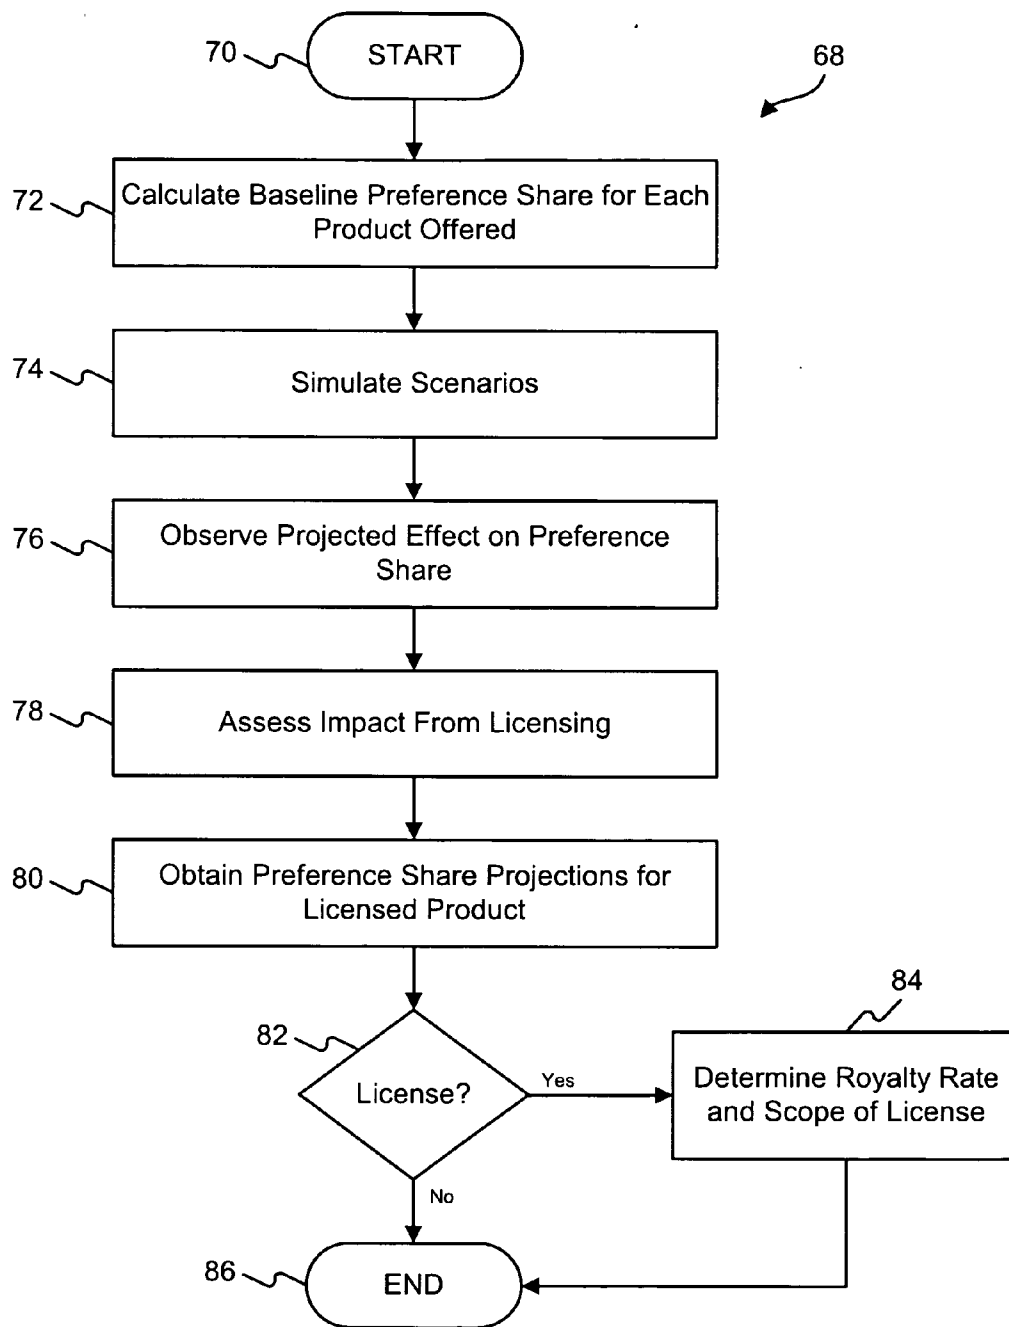 70
START
68
72
Calculate Baseline Preference Share for Each
Product Offered
74
Simulate Scenarios
76
Observe Projected Effect on Preference
Share
78
Assess Impact From Licensing
80
Obtain Preference Share Projections for
Licensed Product
82
License?
Yes
84
Determine Royalty Rate
and Scope of License
No
86
END